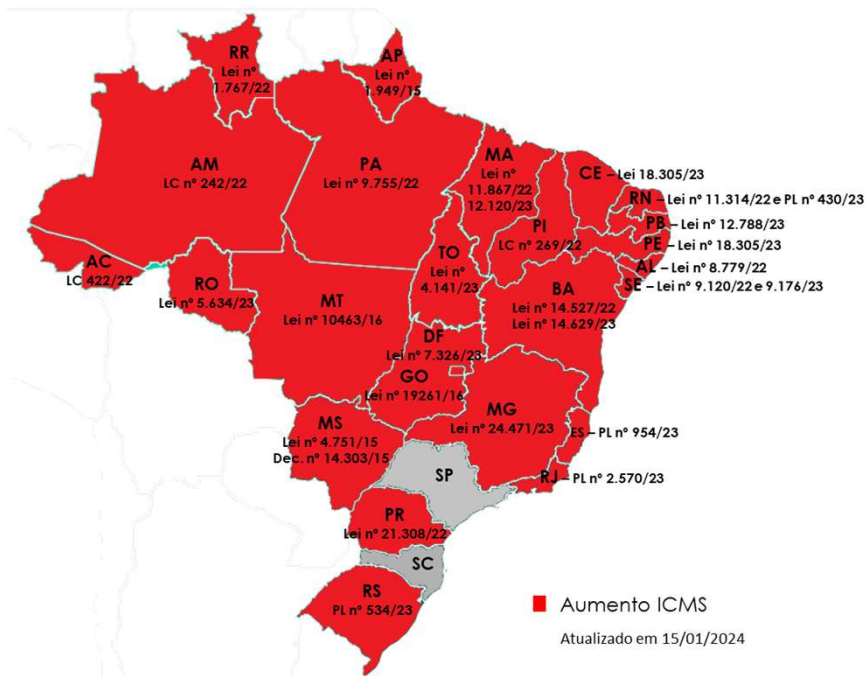 RR
Lei nº
1.767/22
AP
Lei nº
1.949/15
AM
LC nº 242/22
PA
Lei nº 9.755/22
MA
Lei nº
11.867/22
12.120/23
CE – Lei 18.305/23
RN – Lei nº 11.314/22 e PL nº 430/23
PI
LC nº 269/22
PB – Lei nº 12.788/23
PE – Lei nº 18.305/23
AC
LC 422/22
TO
Lei nº
4.141/23
AL – Lei nº 8.779/22
SE – Lei nº 9.120/22 e 9.176/23
RO
Lei nº 5.634/23
MT
Lei nº 10463/16
BA
Lei nº 14.527/22
Lei nº 14.629/23
DF
Lei nº 7.326/23
GO
Lei nº 19261/16
MG
Lei nº 24.471/23
MS
Lei nº 4.751/15
Dec. nº 14.303/15
ES – PL nº 954/23
SP
RJ – PL nº 2.570/23
PR
Lei nº 21.308/22
SC
RS
PL nº 534/23
Aumento ICMS
Atualizado em 15/01/2024